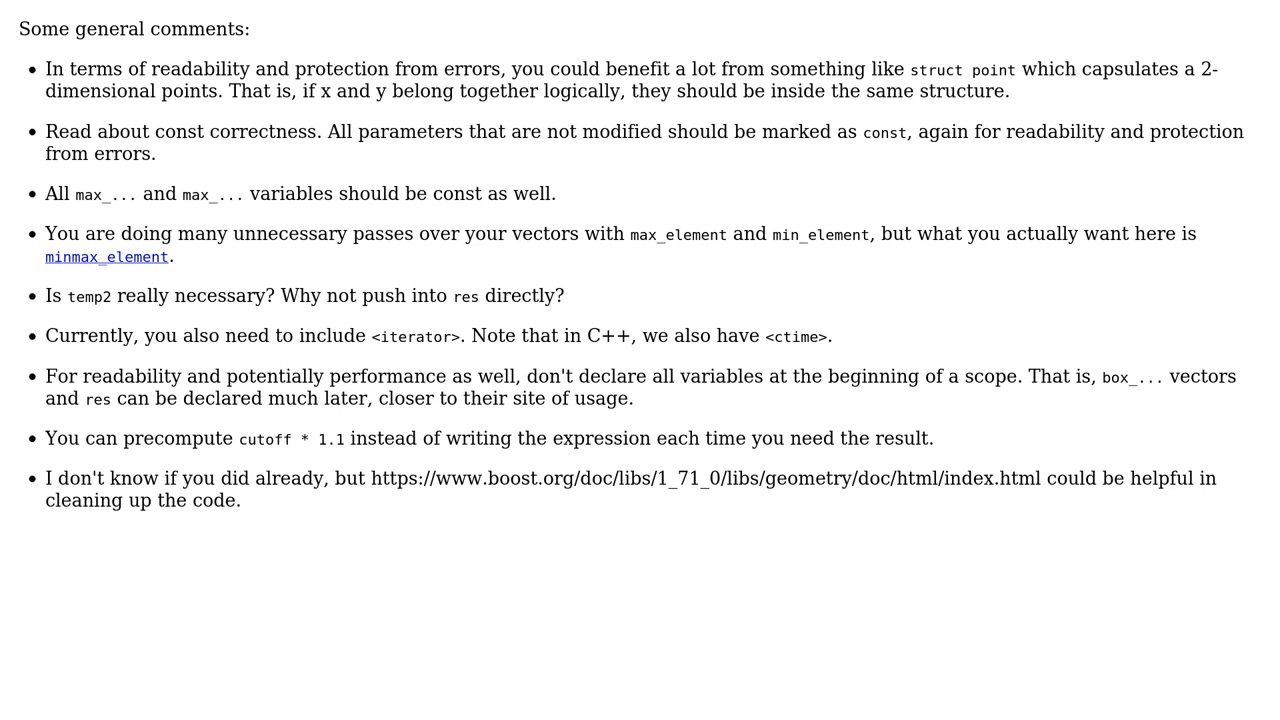 Some general comments:
• In terms of readability and protection from errors, you could benefit a lot from something like struct point which capsulates a 2-
dimensional points. That is, if x and y belong together logically, they should be inside the same structure.
• Read about const correctness. All parameters that are not modified should be marked as const, again for readability and protection
from errors.
• All max_... and max_... variables should be const as well.
• You are doing many unnecessary passes over your vectors with max_element and min_element, but what you actually want here is
minmax_element.
• Is temp2 really necessary? Why not push into res directly?
• Currently, you also need to include <iterator>. Note that in C++, we also have <ctime>.
• For readability and potentially performance as well, don't declare all variables at the beginning of a scope. That is, box_... vectors
and res can be declared much later, closer to their site of usage.
• You can precompute cutoff * 1.1 instead of writing the expression each time you need the result.
• I don't know if you did already, but https://www.boost.org/doc/libs/1_71_0/libs/geometry/doc/html/index.html could be helpful in
cleaning up the code.